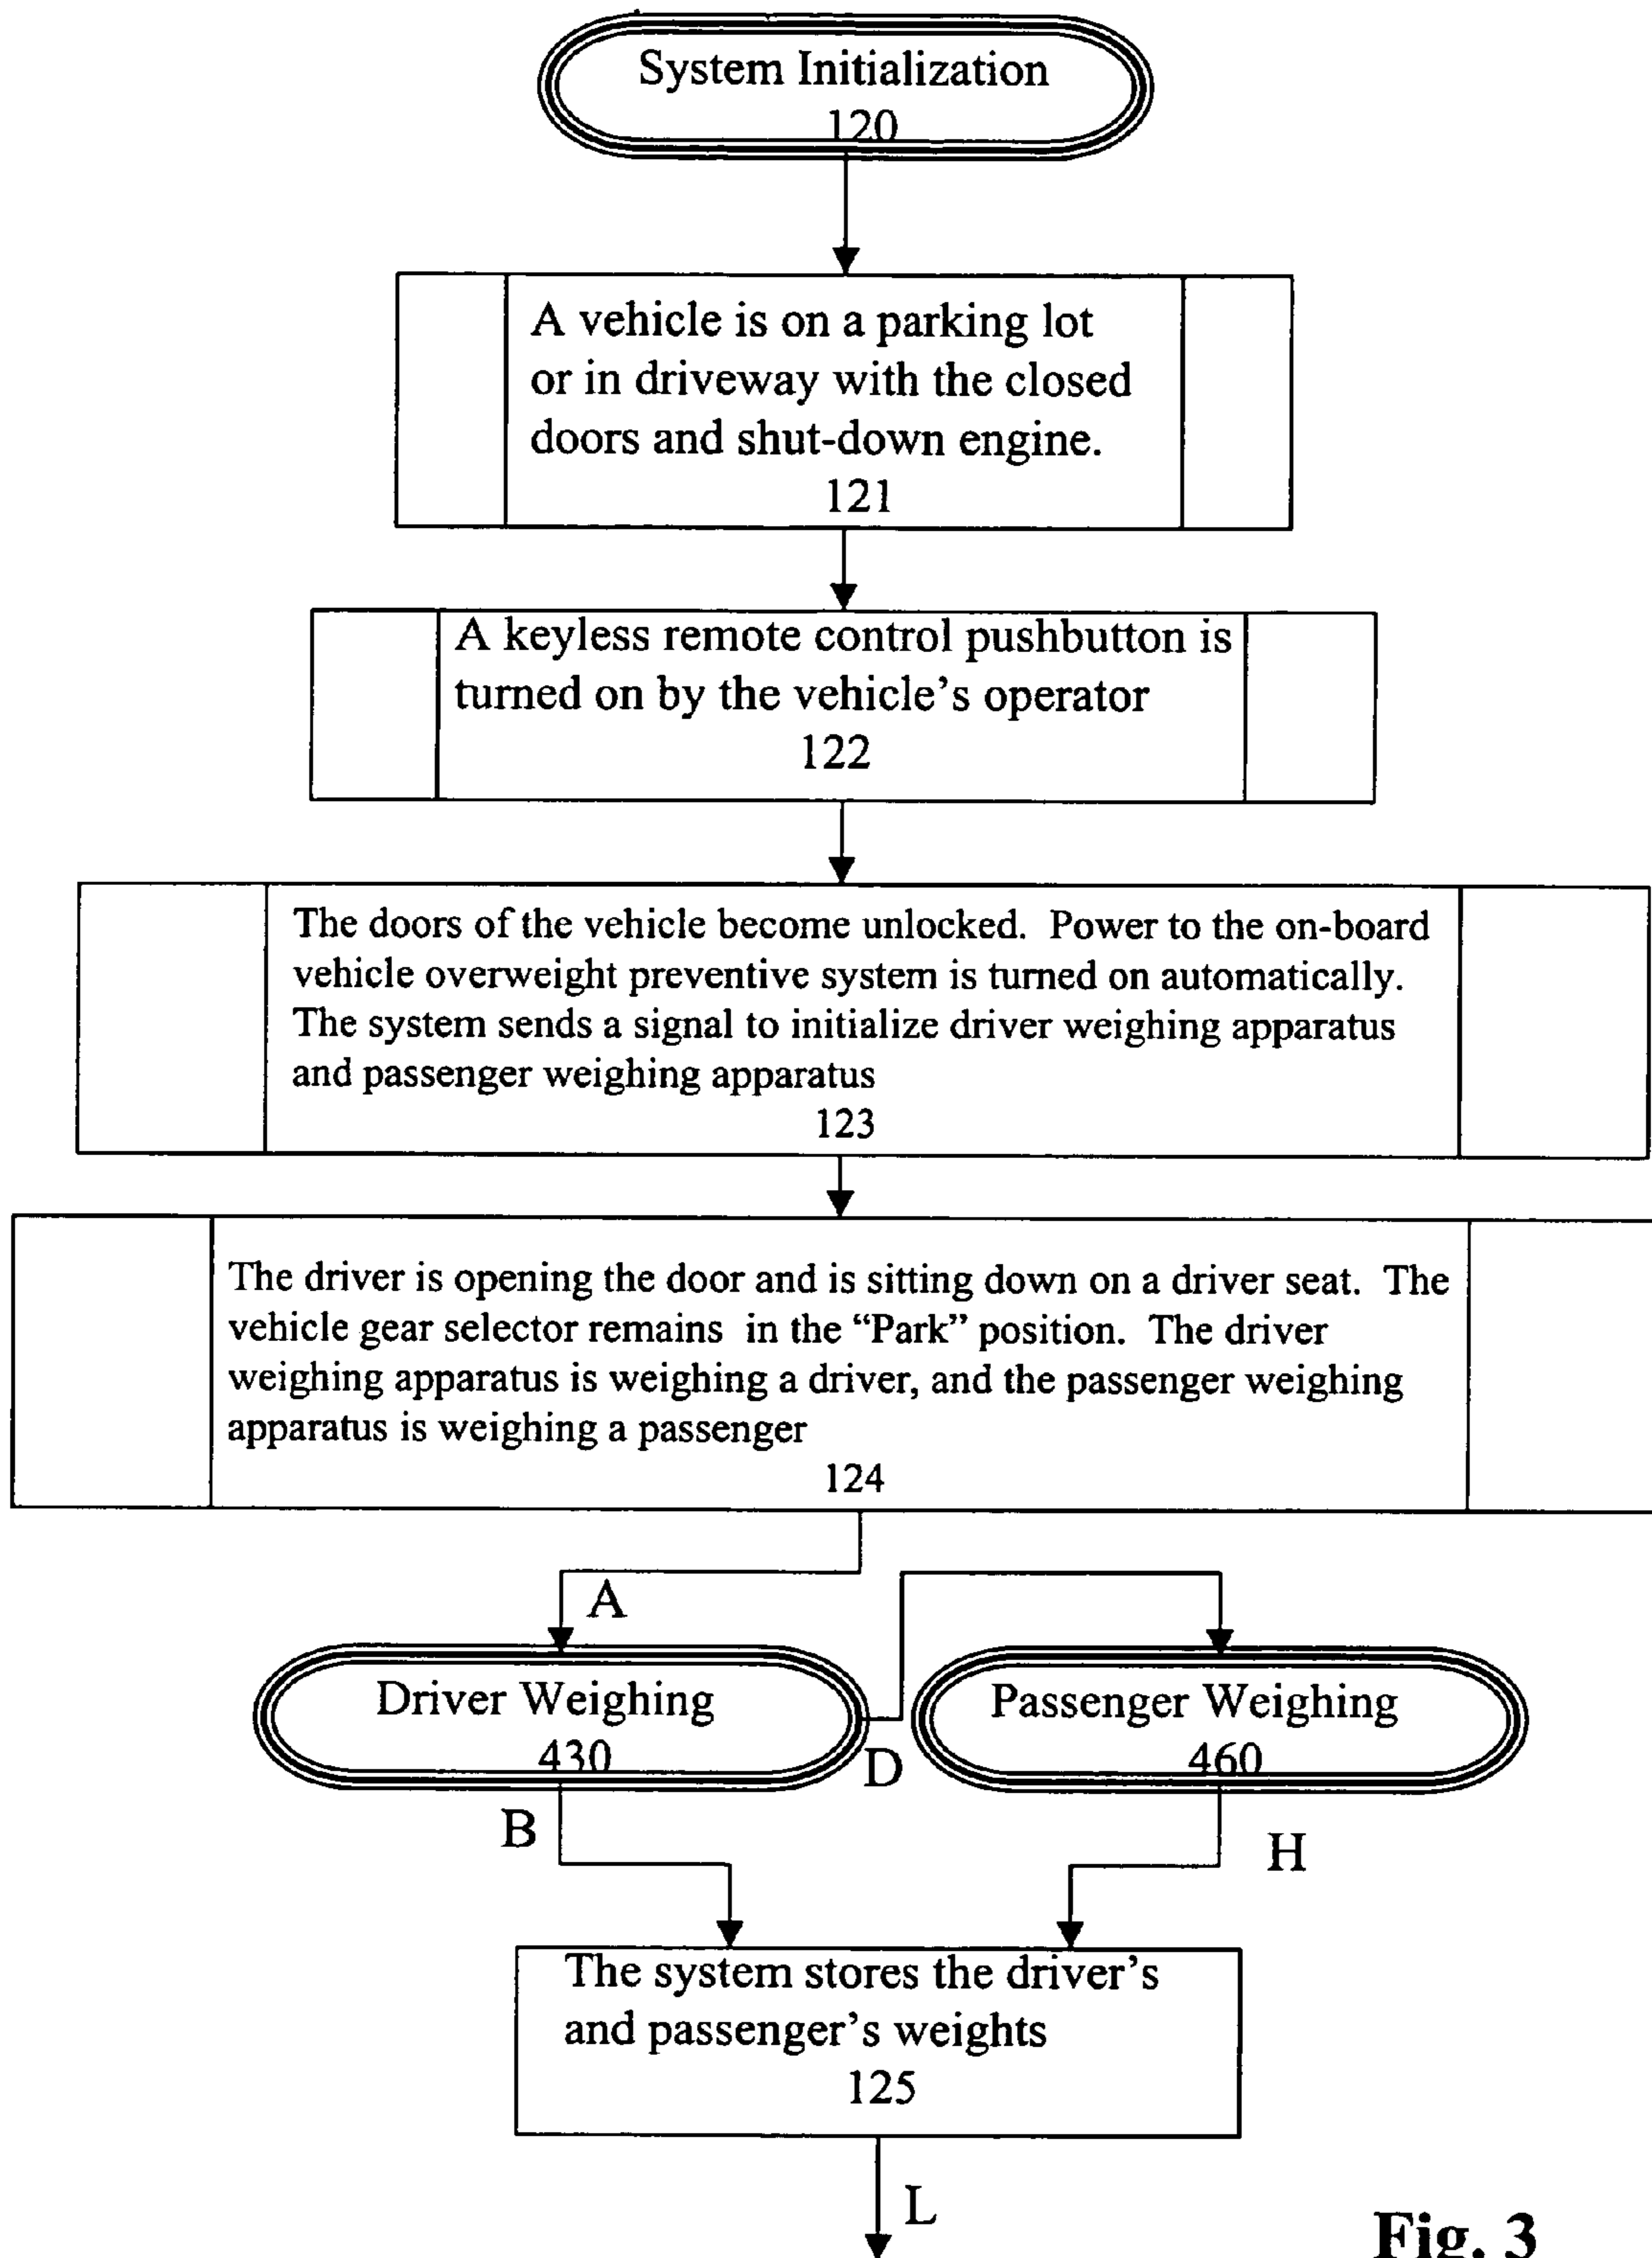 System Initialization
120
A vehicle is on a parking lot
or in driveway with the closed
doors and shut-down engine.
121
A keyless remote control pushbutton is
turned on by the vehicle's operator
122
The doors of the vehicle become unlocked. Power to the on-board
vehicle overweight preventive system is turned on automatically.
The system sends a signal to initialize driver weighing apparatus
and passenger weighing apparatus
123
The driver is opening the door and is sitting down on a driver seat. The
vehicle gear selector remains in the “Park” position. The driver
weighing apparatus is weighing a driver, and the passenger weighing
apparatus is weighing a passenger
124
A
Driver Weighing
430
D
Passenger Weighing
460
B
H
The system stores the driver's
and passenger's weights
125
L
Fig. 3